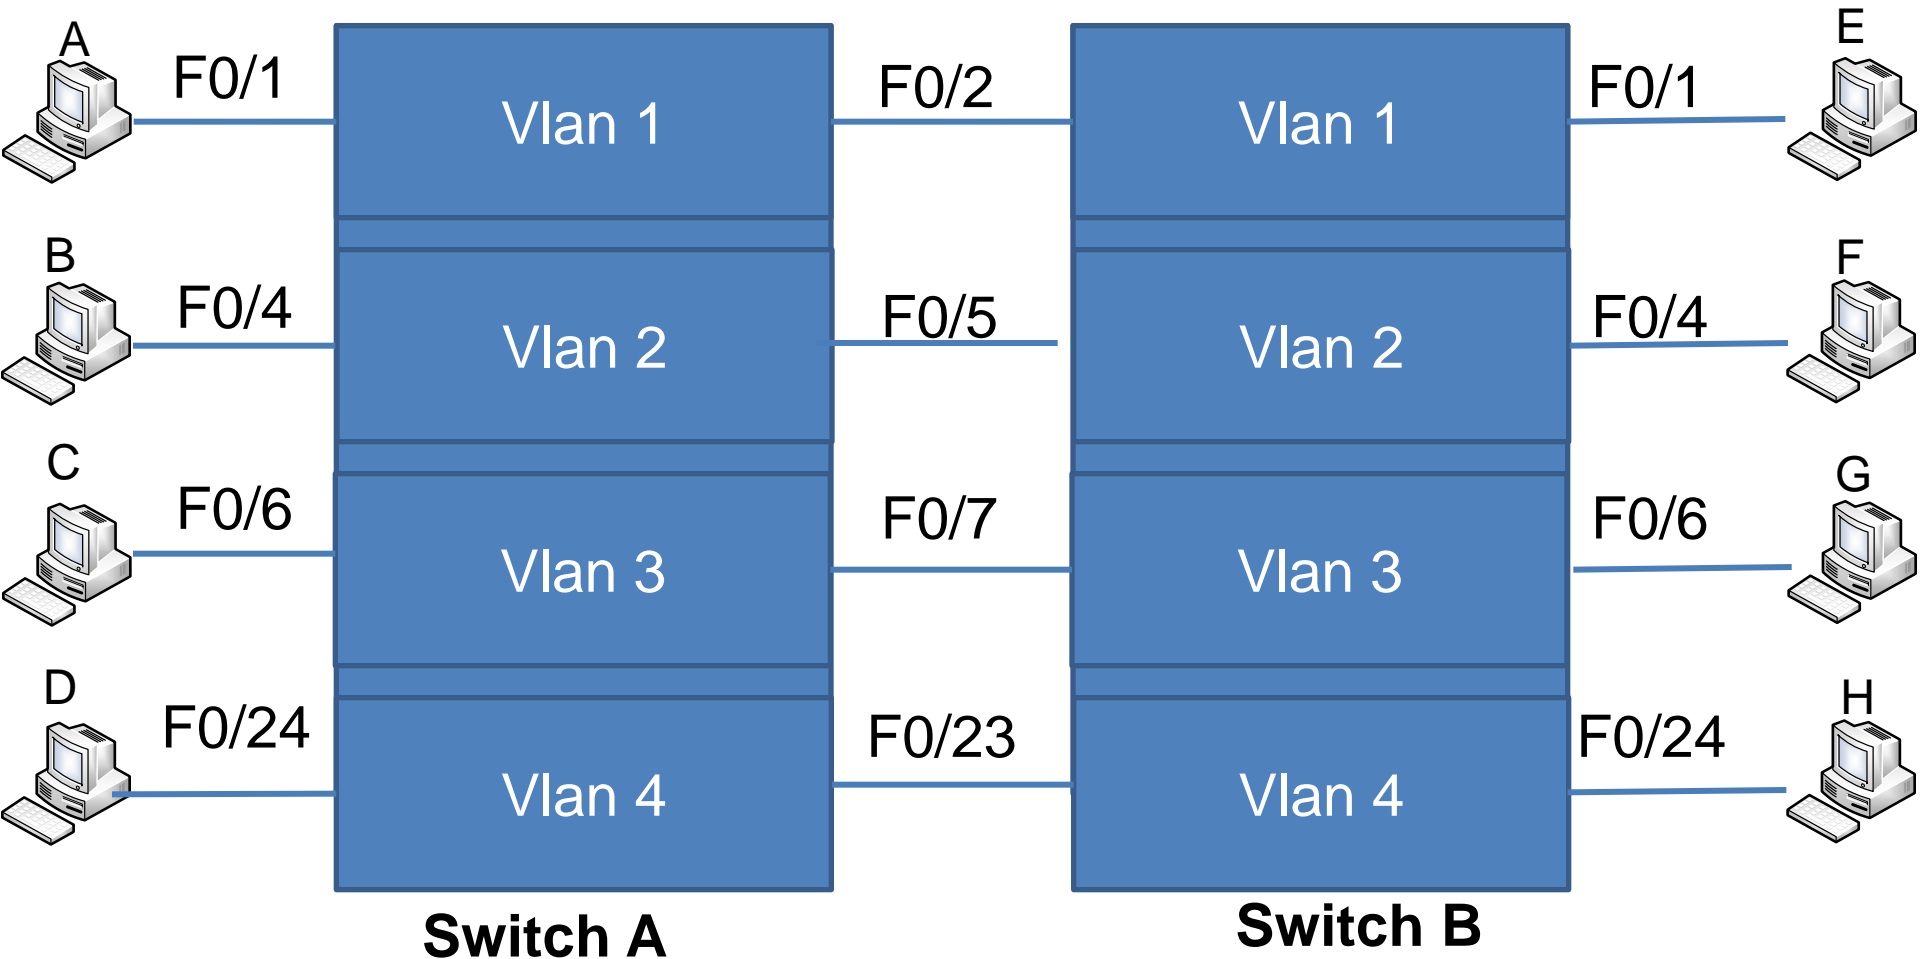 A
F0/1
Vlan 1
F0/2
Vlan 1
F0/1
E
B
F0/4
Vlan 2
F0/5
Vlan 2
F0/4
F
C
F0/6
Vlan 3
F0/7
Vlan 3
F0/6
G
D
F0/24
Vlan 4
F0/23
Vlan 4
F0/24
H
Switch A
Switch B